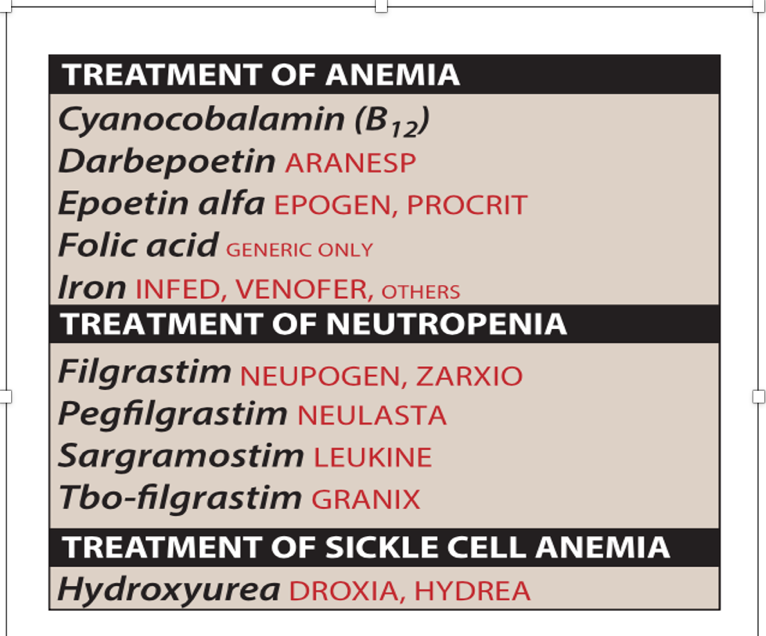 TREATMENT OF ANEMIA
Cyanocobalamin (B12)
Darbepoetin ARANESP
Epoetin alfa EPOGEN, PROCRIT
Folic acid GENERIC ONLY
Iron INFED, VENOFER, OTHERS
TREATMENT OF NEUTROPENIA
Filgrastim NEUPOGEN, ZARXIO
Pegfilgrastim NEULASTA
Sargramostim LEUKINE
Tbo-filgrastim GRANIX
TREATMENT OF SICKLE CELL ANEMIA
Hydroxyurea DROXIA, HYDREA